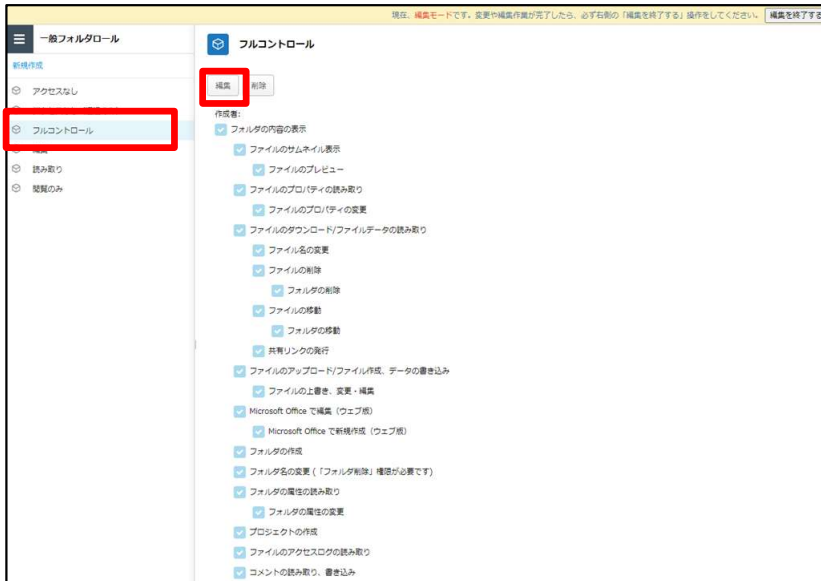 現在、編集モードです。変更や編集作業が完了したら、必ず右側の「編集を終了する」操作をしてください。 編集を終了する
一般フォルダロール
フルコントロール
新規作成
編集 削除
アクセスなし
作成者:
フルコントロール
フォルダの内容の表示
ファイルのサムネイル表示
読み取り
ファイルのプレビュー
閲覧のみ
ファイルのプロパティの読み取り
ファイルのプロパティの変更
ファイルのダウンロード/ファイルデータの読み取り
ファイル名の変更
ファイルの削除
フォルダの削除
ファイルの移動
フォルダの移動
共有リンクの発行
ファイルのアップロード/ファイル作成、データの書き込み
ファイルの上書き、変更・編集
Microsoft Office で編集（ウェブ版）
Microsoft Office で新規作成（ウェブ版）
フォルダの作成
フォルダ名の変更 (「フォルダ削除」権限が必要です)
フォルダの属性の読み取り
フォルダの属性の変更
プロジェクトの作成
ファイルのアクセスログの読み取り
コメントの読み取り、書き込み